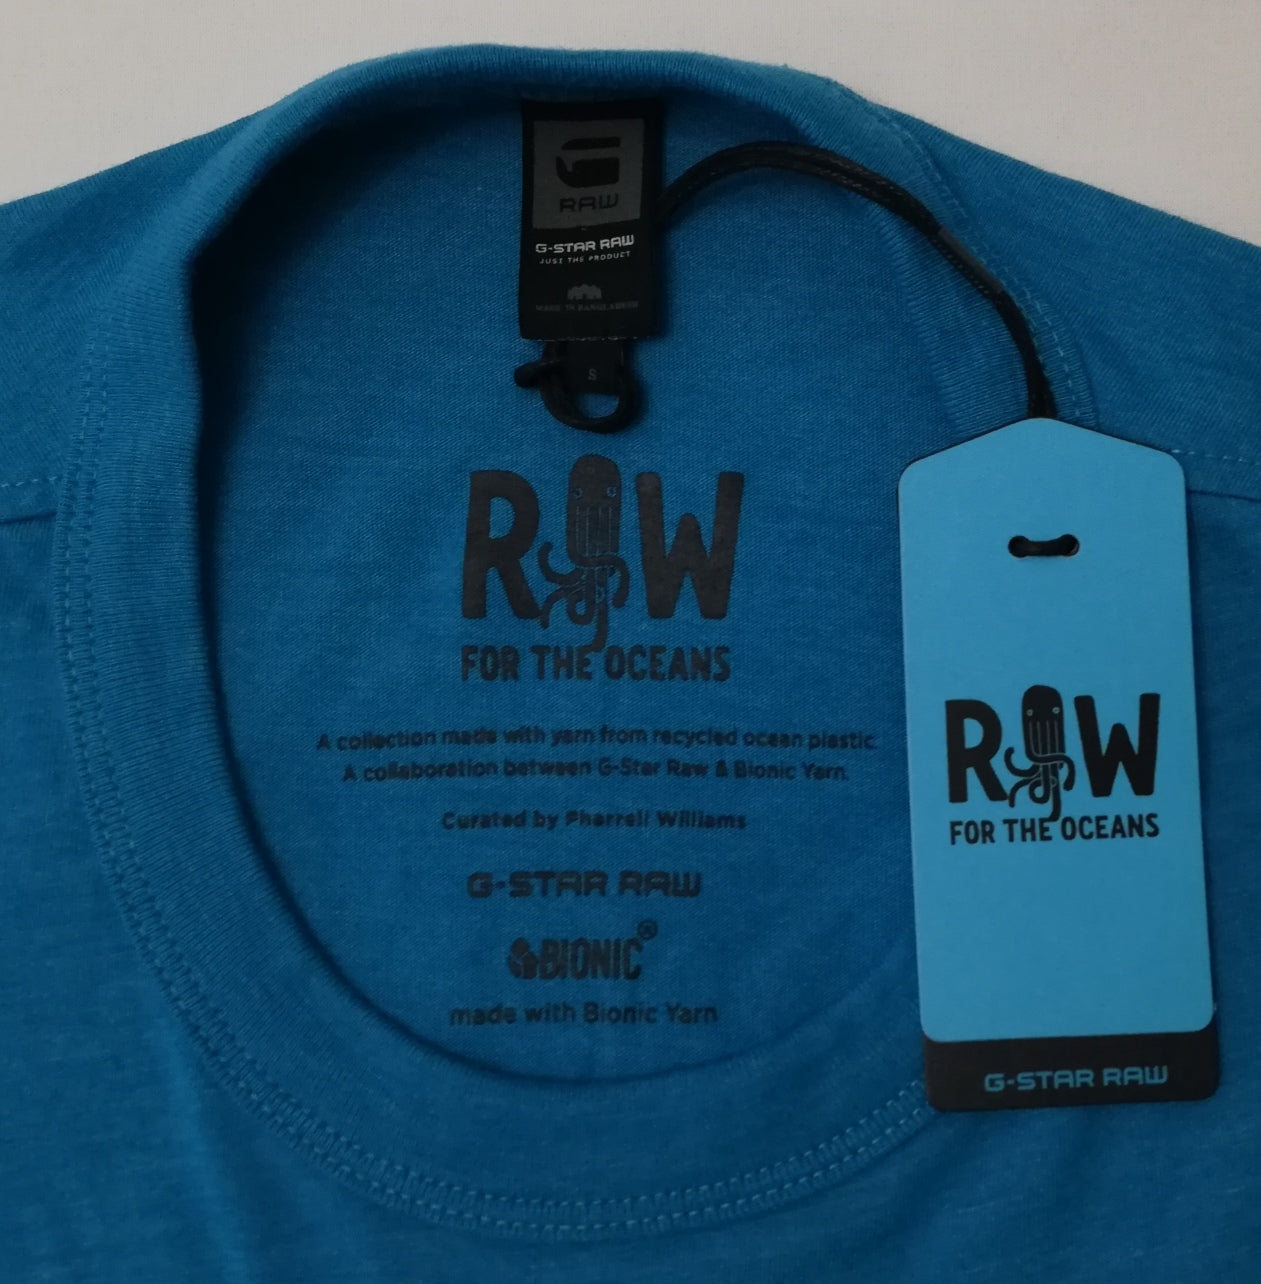 RAW
G-STAR RAW
JUST THE PRODUCT
MADE IN BANGLADESH
S
RAW
FOR THE OCEANS
A collection made with yarn from recycled ocean plastic.
A collaboration between G-Star Raw & Bionic Yarn.
Curated by Pharrell Williams
G-STAR RAW
BIONIC®
made with Bionic Yarn
RAW
FOR THE OCEANS
G-STAR RAW